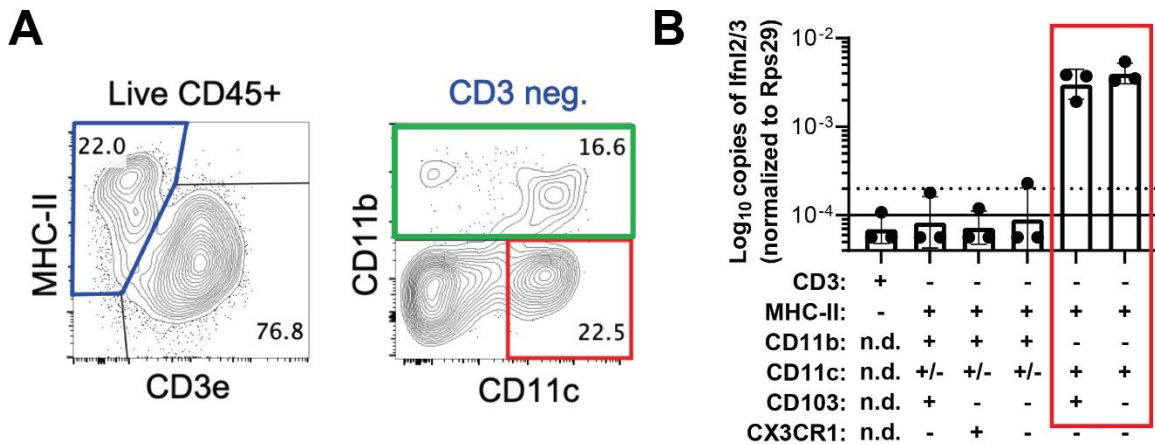 A
Live CD45+
22.0
76.8
MHC-II
CD3e
CD3 neg.
16.6
22.5
CD11b
CD11c
B
Log₁₀ copies of Ifnl2/3
(normalized to Rps29)
10⁻²
10⁻³
10⁻⁴
CD3: + - - - - -
MHC-II: - + + + + +
CD11b: n.d. + + + - -
CD11c: n.d. +/- +/- +/- + +
CD103: n.d. + - - + -
CX3CR1: n.d. - + - - -